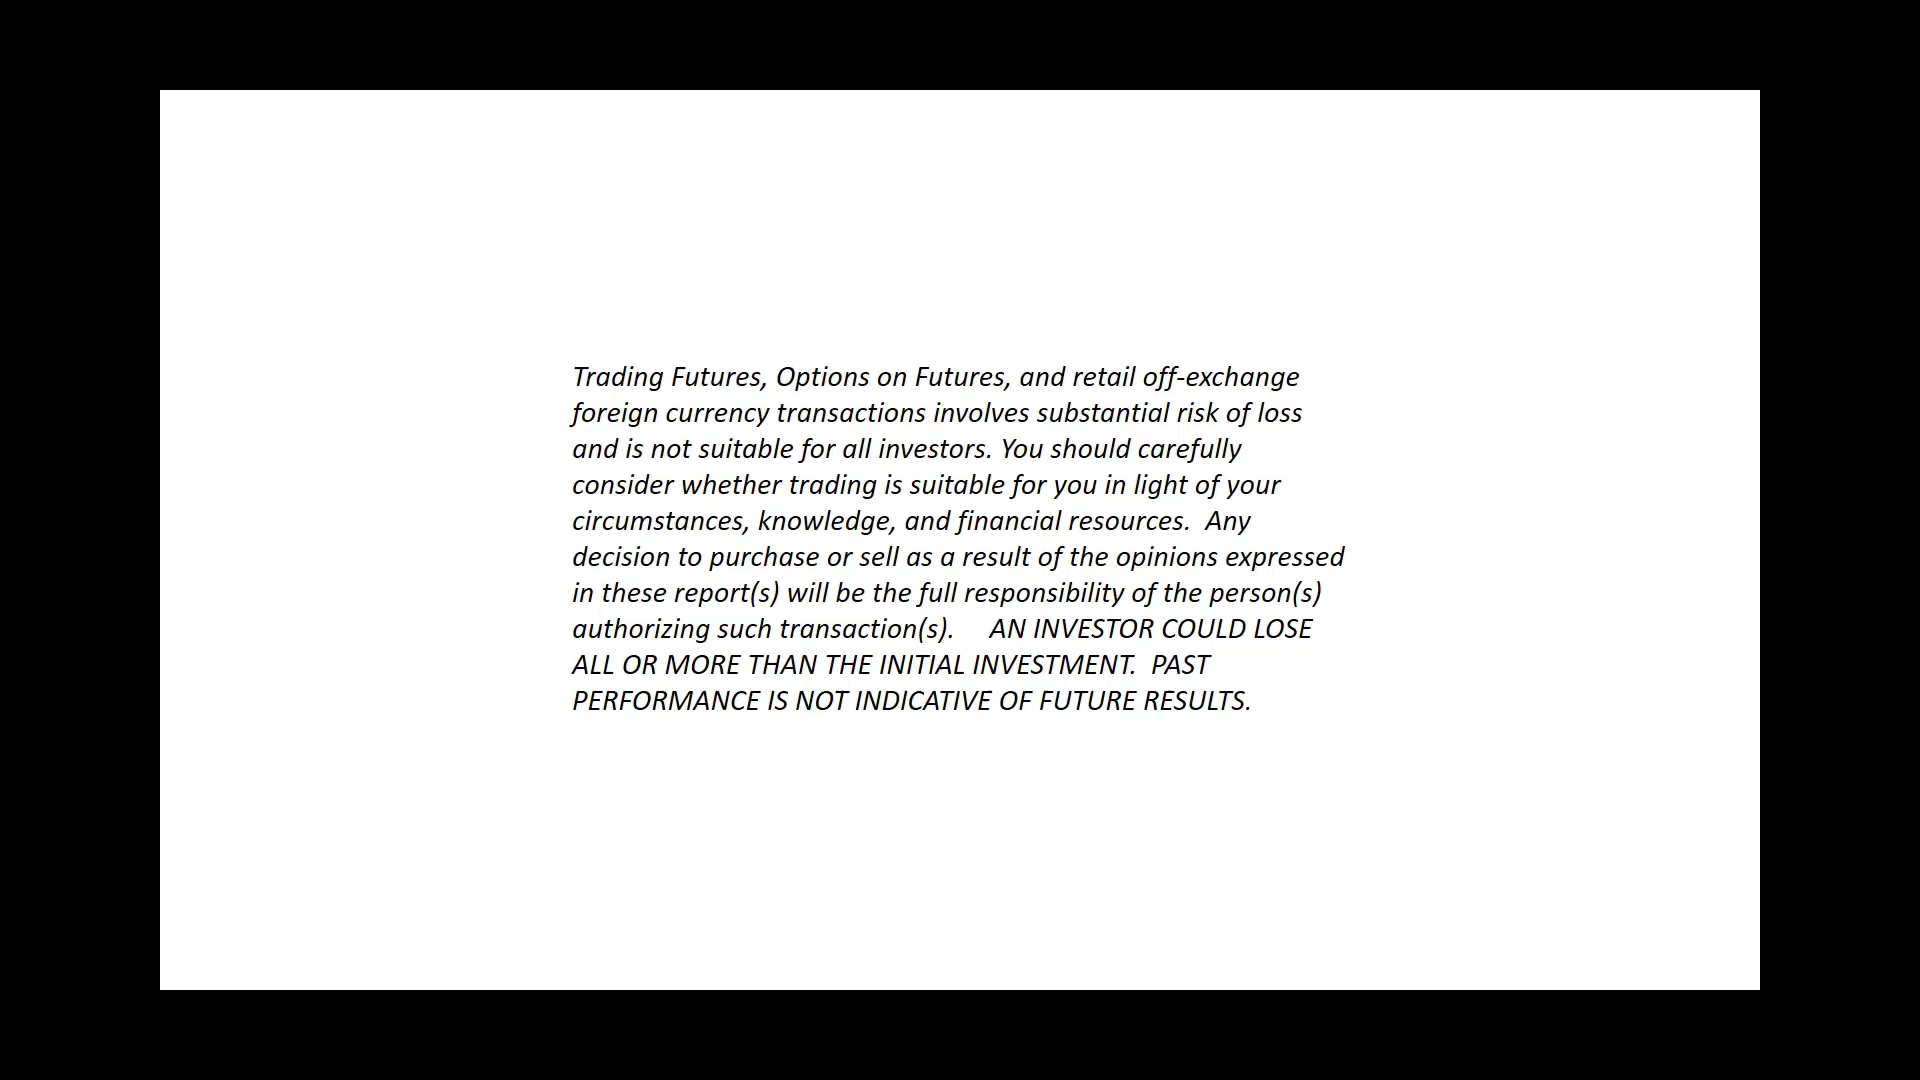 Trading Futures, Options on Futures, and retail off-exchange
foreign currency transactions involves substantial risk of loss
and is not suitable for all investors. You should carefully
consider whether trading is suitable for you in light of your
circumstances, knowledge, and financial resources.  Any
decision to purchase or sell as a result of the opinions expressed
in these report(s) will be the full responsibility of the person(s)
authorizing such transaction(s).     AN INVESTOR COULD LOSE
ALL OR MORE THAN THE INITIAL INVESTMENT.  PAST
PERFORMANCE IS NOT INDICATIVE OF FUTURE RESULTS.